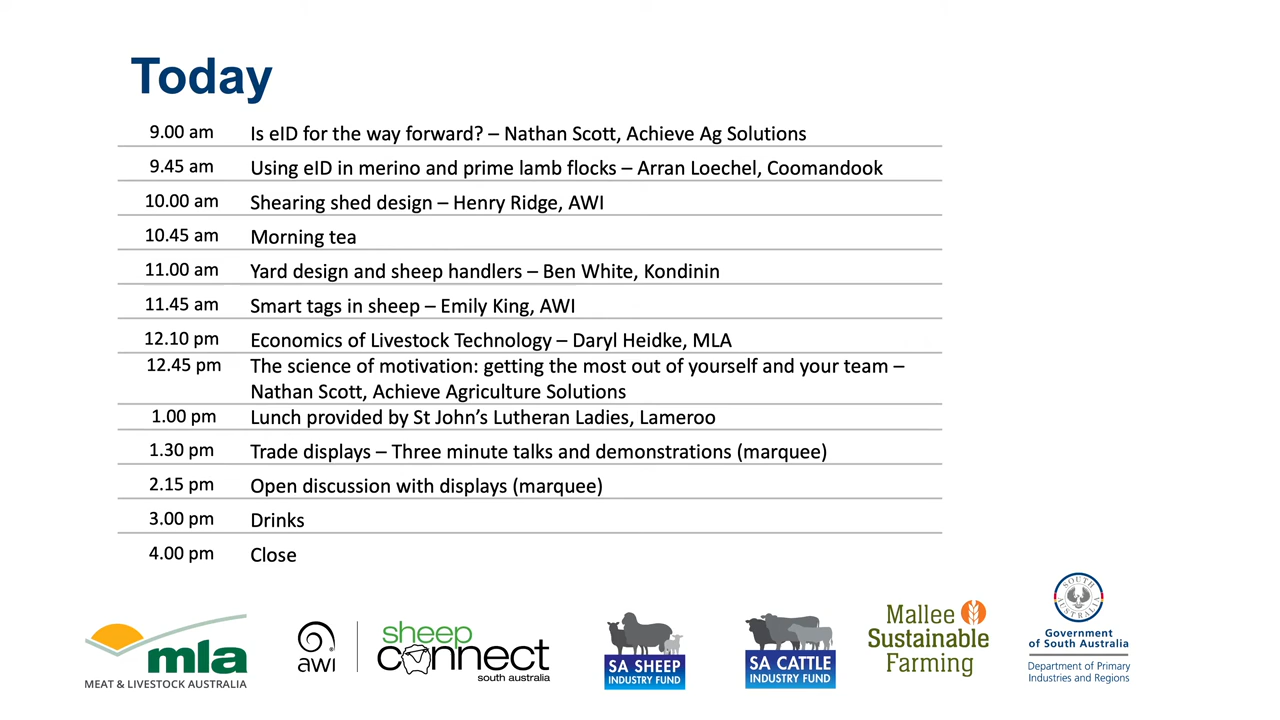 Today
9.00 am Is eID for the way forward? – Nathan Scott, Achieve Ag Solutions
9.45 am Using eID in merino and prime lamb flocks – Arran Loechel, Coomandook
10.00 am Shearing shed design – Henry Ridge, AWI
10.45 am Morning tea
11.00 am Yard design and sheep handlers – Ben White, Kondinin
11.45 am Smart tags in sheep – Emily King, AWI
12.10 pm Economics of Livestock Technology – Daryl Heidke, MLA
12.45 pm The science of motivation: getting the most out of yourself and your team –
Nathan Scott, Achieve Agriculture Solutions
1.00 pm Lunch provided by St John’s Lutheran Ladies, Lameroo
1.30 pm Trade displays – Three minute talks and demonstrations (marquee)
2.15 pm Open discussion with displays (marquee)
3.00 pm Drinks
4.00 pm Close
mla
MEAT & LIVESTOCK AUSTRALIA
AWI
sheep
connect
south australia
SA SHEEP
INDUSTRY FUND
SA CATTLE
INDUSTRY FUND
Mallee
Sustainable
Farming
SOUTH AUSTRALIA
Government
of South Australia
Department of Primary
Industries and Regions